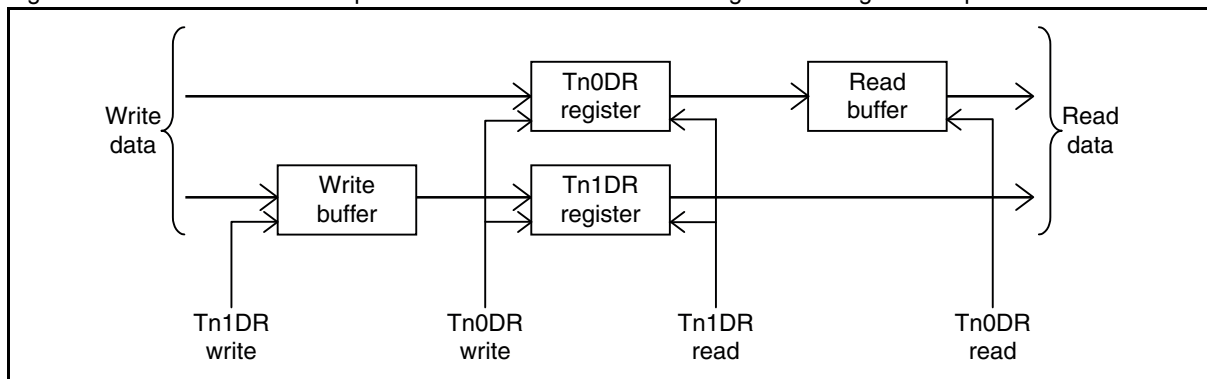 Tn0DR
register
Read
buffer
Write
data
Read
data
Write
buffer
Tn1DR
register
Tn1DR
write
Tn0DR
write
Tn1DR
read
Tn0DR
read